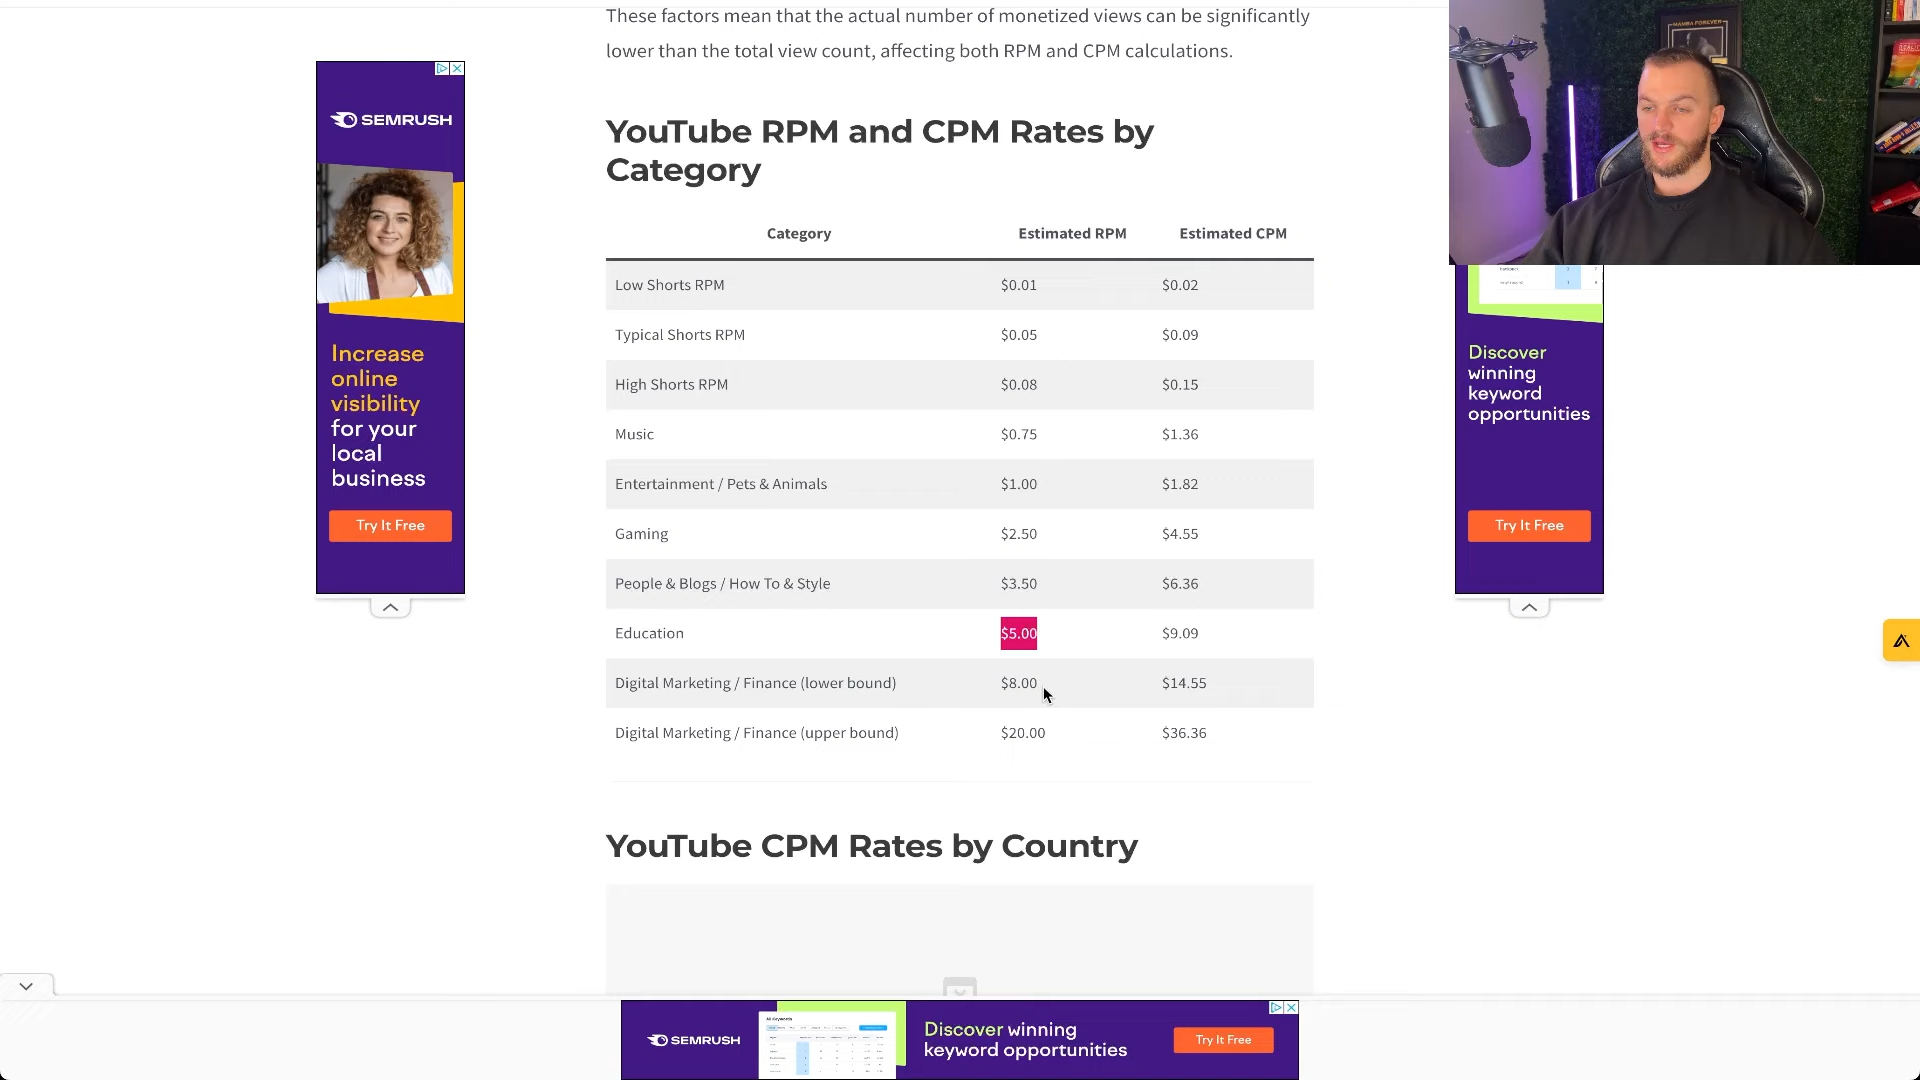 These factors mean that the actual number of monetized views can be significantly
lower than the total view count, affecting both RPM and CPM calculations.
SEMRUSH
Increase
online
visibility
for your
local
business
Try It Free
YouTube RPM and CPM Rates by
Category
Category Estimated RPM Estimated CPM
Low Shorts RPM $0.01 $0.02
Typical Shorts RPM $0.05 $0.09
High Shorts RPM $0.08 $0.15
Music $0.75 $1.36
Entertainment / Pets & Animals $1.00 $1.82
Gaming $2.50 $4.55
People & Blogs / How To & Style $3.50 $6.36
Education $5.00 $9.09
Digital Marketing / Finance (lower bound) $8.00 $14.55
Digital Marketing / Finance (upper bound) $20.00 $36.36
MAMBA FOREVER
Discover
winning
keyword
opportunities
Try It Free
YouTube CPM Rates by Country
SEMRUSH
Discover winning
keyword opportunities
Try It Free